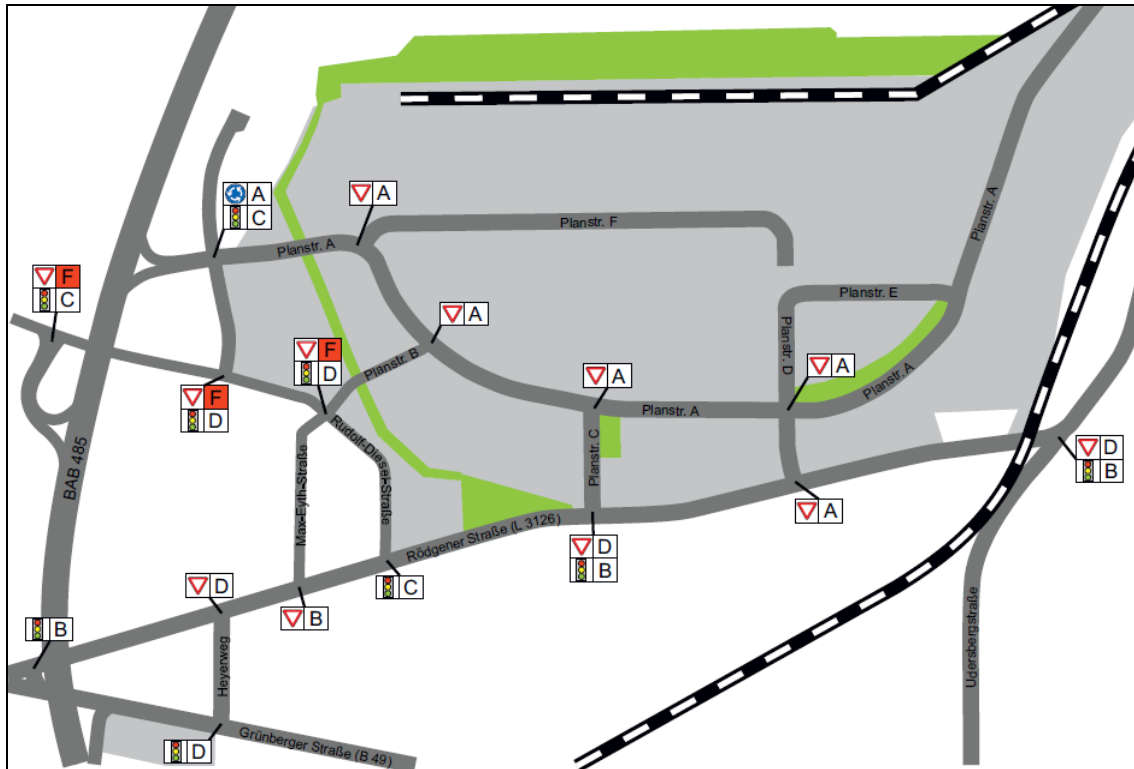 A
C
A
Planstr. F
Planstr. A
Planstr. A
F
C
Planstr. E
A
F
D
Planstr. B
Planstr. D
A
A
Planstr. A
F
D
Planstr. A
BAB 485
Rudolf-Diesel-Straße
Planstr. C
Max-Eyth-Straße
D
B
A
Rödgener Straße (L 3126)
D
B
D
C
B
B
Heyerweg
Udersbergstraße
Grünberger Straße (B 49)
D